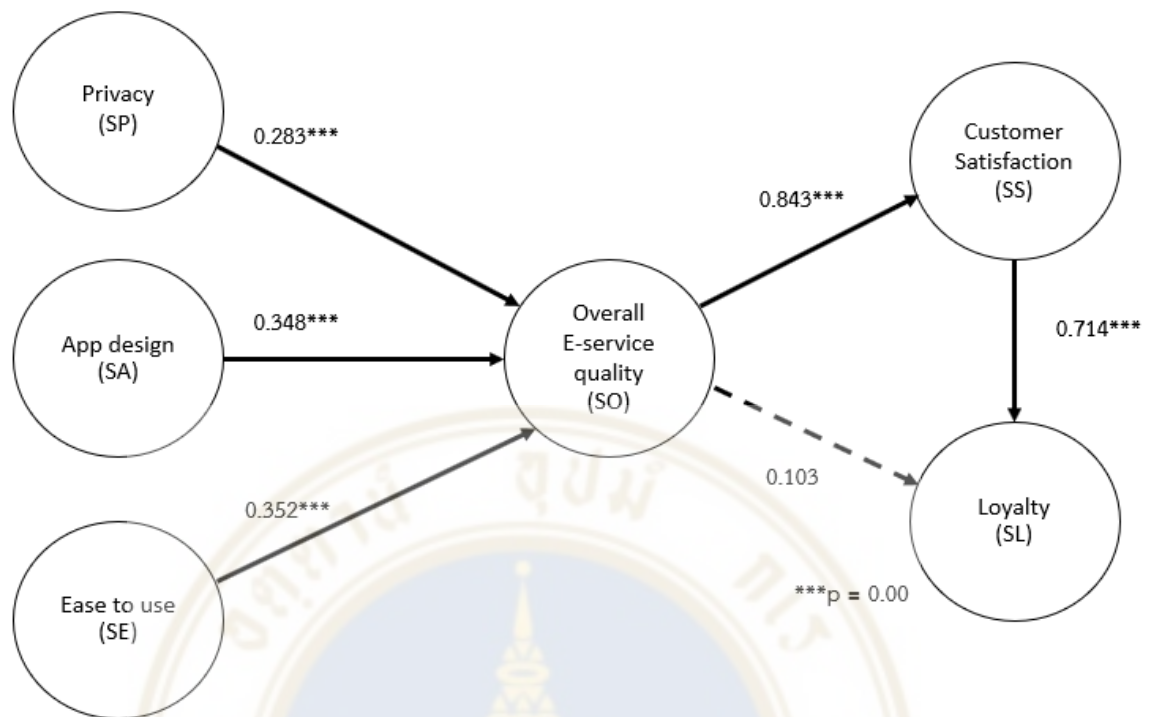 Privacy
(SP)
0.283***
App design
(SA)
0.348***
Ease to use
(SE)
0.352***
Overall
E-service
quality
(SO)
0.843***
Customer
Satisfaction
(SS)
0.714***
0.103
Loyalty
(SL)
***p = 0.00